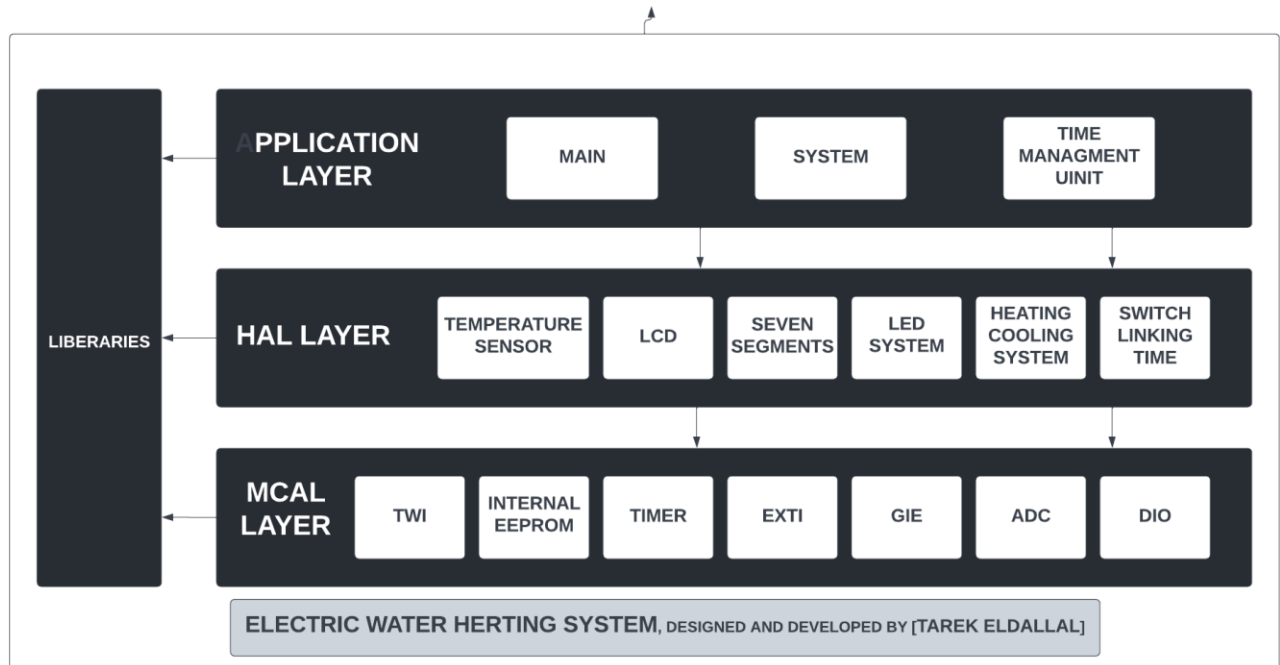 APPLICATION
LAYER
MAIN
SYSTEM
TIME
MANAGMENT
UINIT
LIBERARIES
HAL LAYER
TEMPERATURE
SENSOR
LCD
SEVEN
SEGMENTS
LED
SYSTEM
HEATING
COOLING
SYSTEM
SWITCH
LINKING
TIME
MCAL
LAYER
TWI
INTERNAL
EEPROM
TIMER
EXTI
GIE
ADC
DIO
ELECTRIC WATER HERTING SYSTEM, DESIGNED AND DEVELOPED BY [TAREK ELDALLAL]